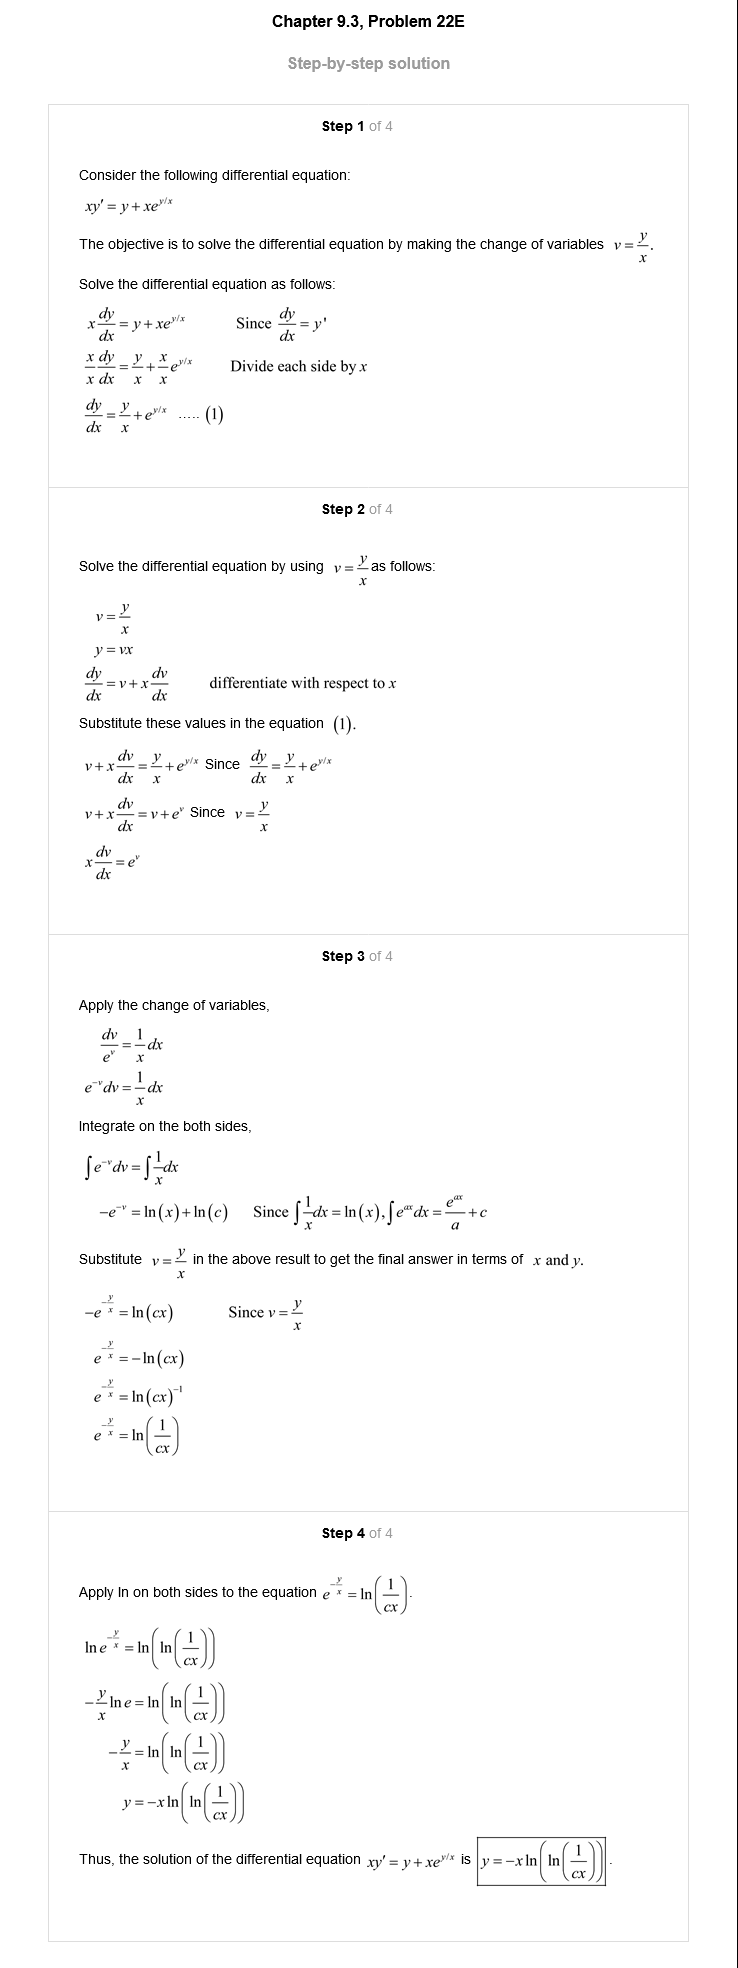 Chapter 9.3, Problem 22E
Step-by-step solution
Step 1 of 4
Consider the following differential equation:
xy' = y + xe^{y/x}
The objective is to solve the differential equation by making the change of variables v = \frac{y}{x}.
Solve the differential equation as follows:
x\frac{dy}{dx} = y + xe^{y/x} Since \frac{dy}{dx} = y'
\frac{x}{x}\frac{dy}{dx} = \frac{y}{x} + \frac{x}{x}e^{y/x} Divide each side by x
\frac{dy}{dx} = \frac{y}{x} + e^{y/x} ..... (1)
Step 2 of 4
Solve the differential equation by using v = \frac{y}{x} as follows:
v = \frac{y}{x}
y = vx
\frac{dy}{dx} = v + x\frac{dv}{dx} differentiate with respect to x
Substitute these values in the equation (1).
v + x\frac{dv}{dx} = \frac{y}{x} + e^{y/x} Since \frac{dy}{dx} = \frac{y}{x} + e^{y/x}
v + x\frac{dv}{dx} = v + e^{v} Since v = \frac{y}{x}
x\frac{dv}{dx} = e^{v}
Step 3 of 4
Apply the change of variables,
\frac{dv}{e^{v}} = \frac{1}{x}dx
e^{-v}dv = \frac{1}{x}dx
Integrate on the both sides,
\int e^{-v}dv = \int \frac{1}{x}dx
-e^{-v} = \ln(x) + \ln(c) Since \int \frac{1}{x}dx = \ln(x), \int e^{ax}dx = \frac{e^{ax}}{a} + c
Substitute v = \frac{y}{x} in the above result to get the final answer in terms of x and y.
-e^{-\frac{y}{x}} = \ln(cx) Since v = \frac{y}{x}
e^{-\frac{y}{x}} = -\ln(cx)
e^{-\frac{y}{x}} = \ln(cx)^{-1}
e^{-\frac{y}{x}} = \ln\left(\frac{1}{cx}\right)
Step 4 of 4
Apply ln on both sides to the equation e^{-\frac{y}{x}} = \ln\left(\frac{1}{cx}\right).
\ln e^{-\frac{y}{x}} = \ln\left(\ln\left(\frac{1}{cx}\right)\right)
-\frac{y}{x}\ln e = \ln\left(\ln\left(\frac{1}{cx}\right)\right)
-\frac{y}{x} = \ln\left(\ln\left(\frac{1}{cx}\right)\right)
y = -x\ln\left(\ln\left(\frac{1}{cx}\right)\right)
Thus, the solution of the differential equation xy' = y + xe^{y/x} is y = -x\ln\left(\ln\left(\frac{1}{cx}\right)\right).